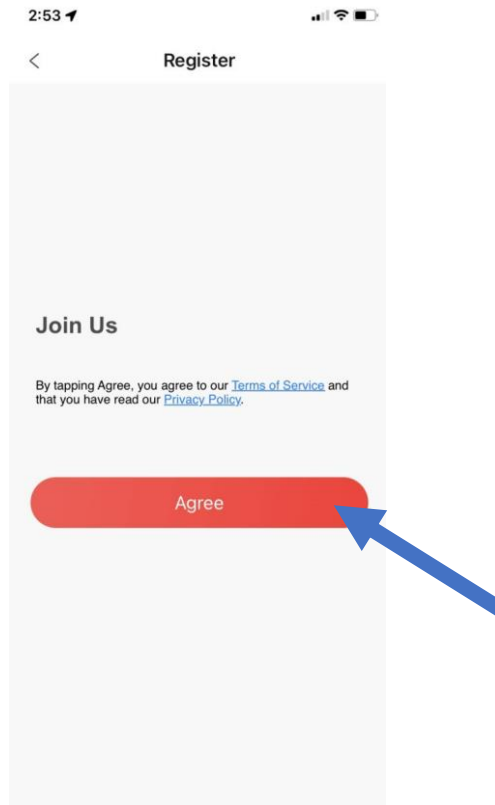 2:53
Register
Join Us
By tapping Agree, you agree to our Terms of Service and
that you have read our Privacy Policy.
Agree